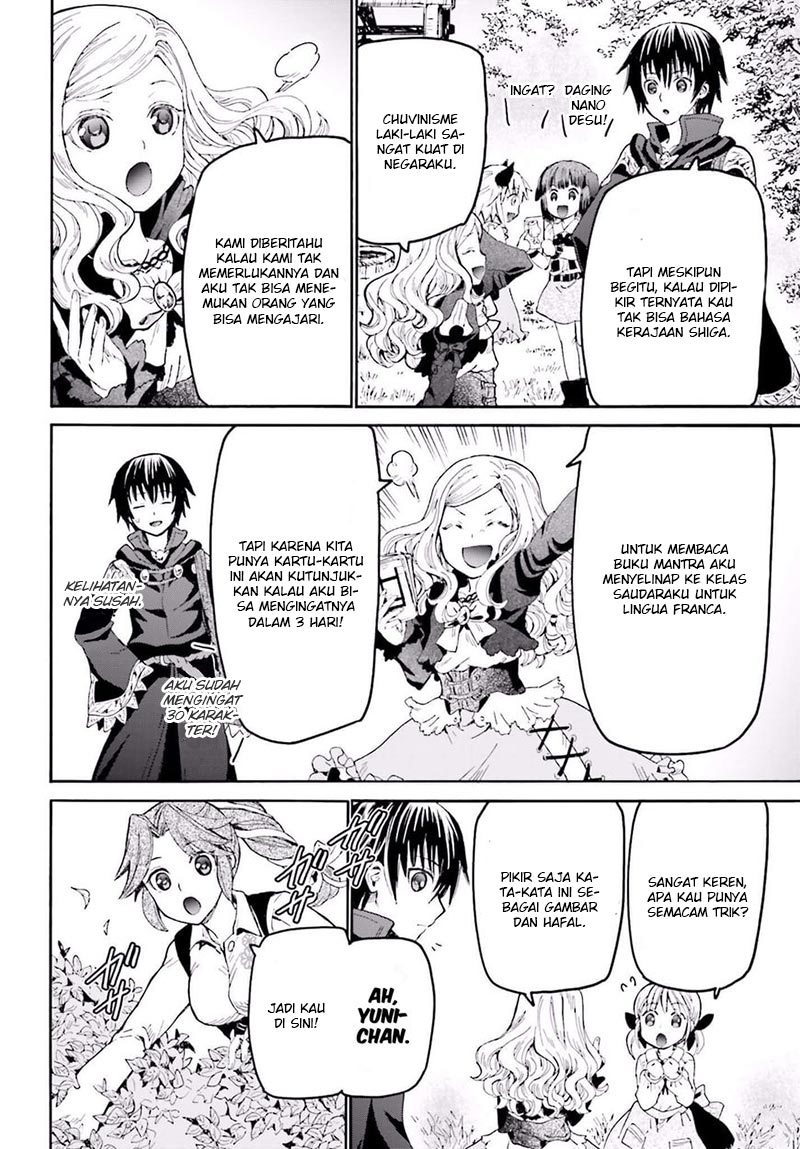 INGAT?
DAGING
NANO
DESU!
TAPI MESKIPUN
BEGITU, KALAU DIPI-
KIR TERNYATA KAU
TAK BISA BAHASA
KERAJAAN SHIGA.
CHUVINISME
LAKI-LAKI SA-
NGAT KUAT DI
NEGARAKU.
KAMI DIBERITAHU
KALAU KAMI TAK
MEMERLUKANNYA DAN
AKU TAK BISA MENE-
MUKAN ORANG YANG
BISA MENGAJARI.
UNTUK MEMBACA
BUKU MANTRA AKU
MENYELINAP KE KELAS
SAUDARAKU UNTUK
LINGUA FRANCA.
TAPI KARENA KITA
PUNYA KARTU-KARTU
INI AKAN KUTUNJUK-
KAN KALAU AKU BI-
SA MENGINGATNYA
DALAM 3 HARI!
KELIHATAN-
NYA SUSAH.
AKU SUDAH
MENGINGAT
30 KARAK-
TER!
SANGAT KEREN,
APA KAU PUNYA
SEMACAM TRIK?
PIKIR SAJA KA-
TA-KATA INI SE-
BAGAI GAMBAR
DAN HAFAL.
ガサ
ガサ
AH,
YUNI-
CHAN.
JADI KAU
DI SINI!